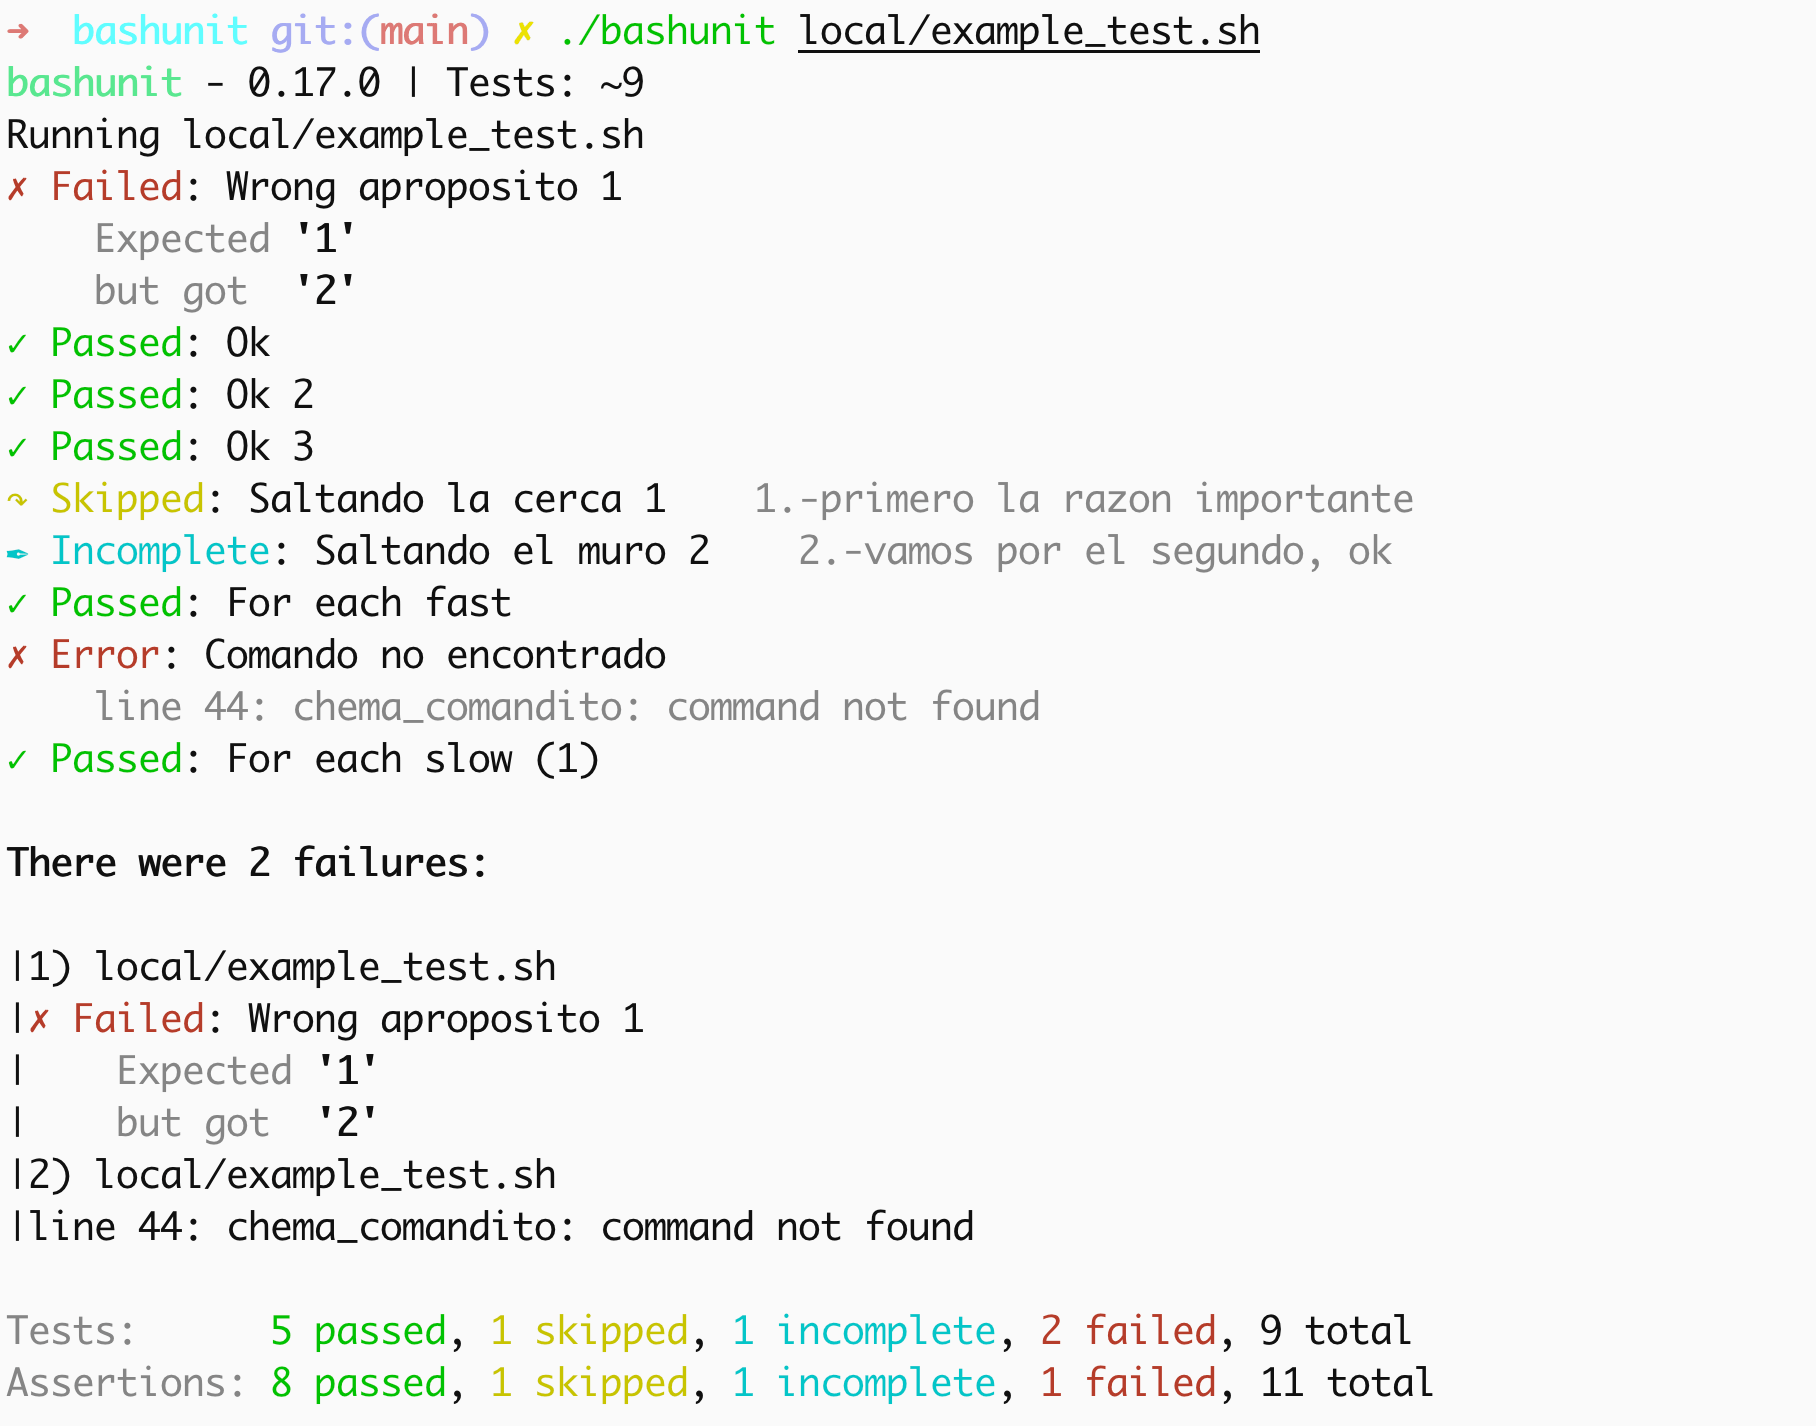 ➜  bashunit git:(main) ✗ ./bashunit local/example_test.sh
bashunit - 0.17.0 | Tests: ~9
Running local/example_test.sh
✗ Failed: Wrong aproposito 1
    Expected '1'
    but got  '2'
✓ Passed: Ok
✓ Passed: Ok 2
✓ Passed: Ok 3
↷ Skipped: Saltando la cerca 1    1.-primero la razon importante
✒ Incomplete: Saltando el muro 2    2.-vamos por el segundo, ok
✓ Passed: For each fast
✗ Error: Comando no encontrado
    line 44: chema_comandito: command not found
✓ Passed: For each slow (1)

There were 2 failures:

|1) local/example_test.sh
|✗ Failed: Wrong aproposito 1
|    Expected '1'
|    but got  '2'
|2) local/example_test.sh
|line 44: chema_comandito: command not found

Tests:      5 passed, 1 skipped, 1 incomplete, 2 failed, 9 total
Assertions: 8 passed, 1 skipped, 1 incomplete, 1 failed, 11 total